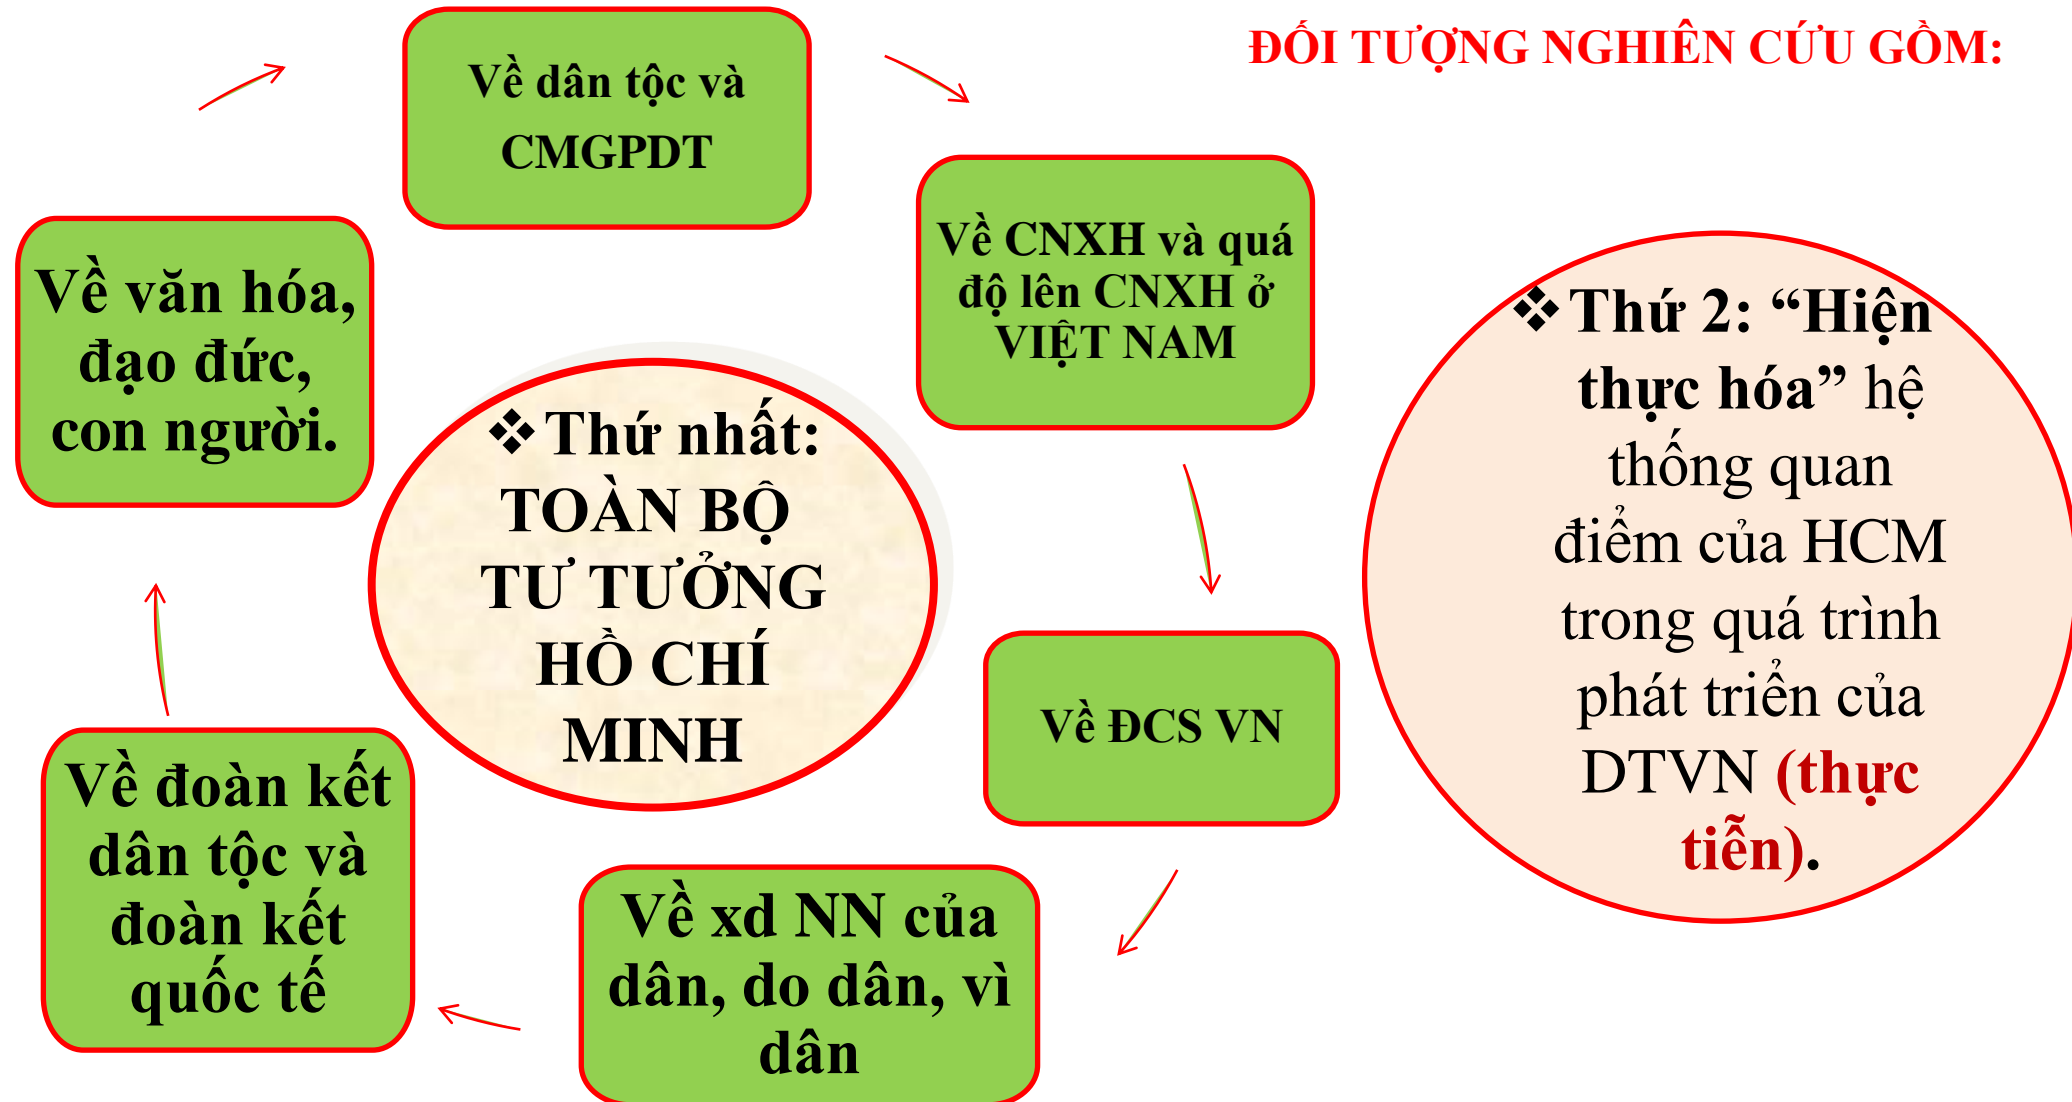 ĐỐI TƯỢNG NGHIÊN CỨU GỒM:
Về dân tộc và
CMGPDT
Về CNXH và quá
độ lên CNXH ở
VIỆT NAM
Về ĐCS VN
Về xd NN của
dân, do dân, vì
dân
Về đoàn kết
dân tộc và
đoàn kết
quốc tế
Về văn hóa,
đạo đức,
con người.
❖ Thứ nhất:
TOÀN BỘ
TƯ TƯỞNG
HỒ CHÍ
MINH
❖ Thứ 2: “Hiện
thực hóa” hệ
thống quan
điểm của HCM
trong quá trình
phát triển của
DTVN (thực
tiễn).